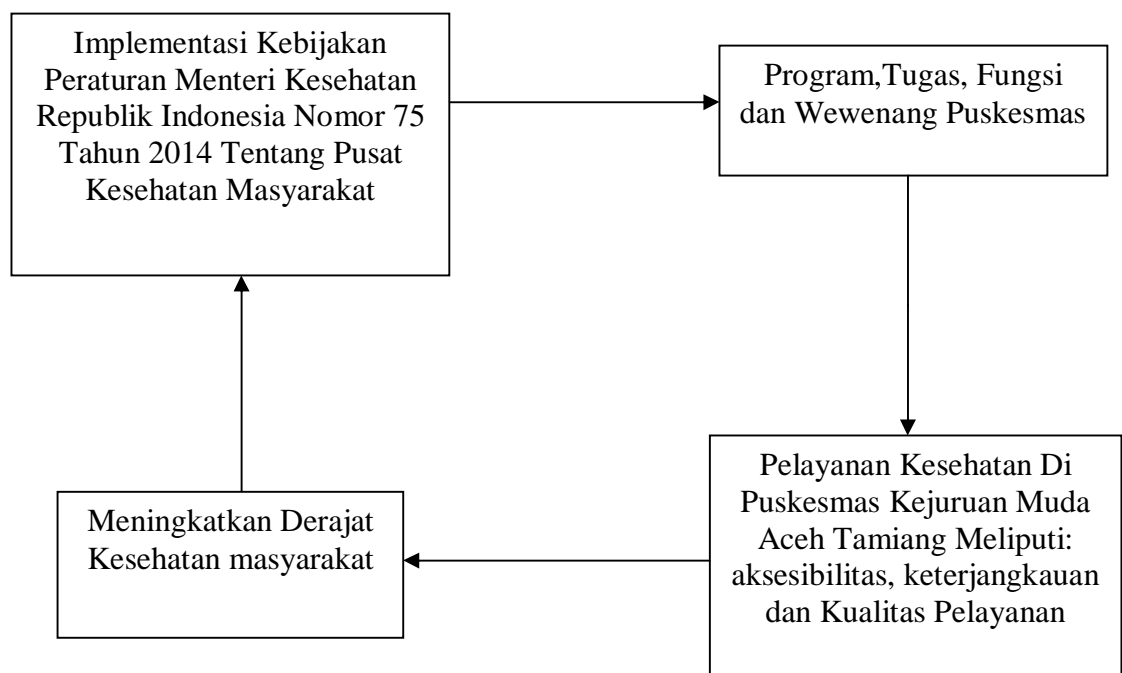 Implementasi Kebijakan
Peraturan Menteri Kesehatan
Republik Indonesia Nomor 75
Tahun 2014 Tentang Pusat
Kesehatan Masyarakat
Program,Tugas, Fungsi
dan Wewenang Puskesmas
Pelayanan Kesehatan Di
Puskesmas Kejuruan Muda
Aceh Tamiang Meliputi:
aksesibilitas, keterjangkauan
dan Kualitas Pelayanan
Meningkatkan Derajat
Kesehatan masyarakat